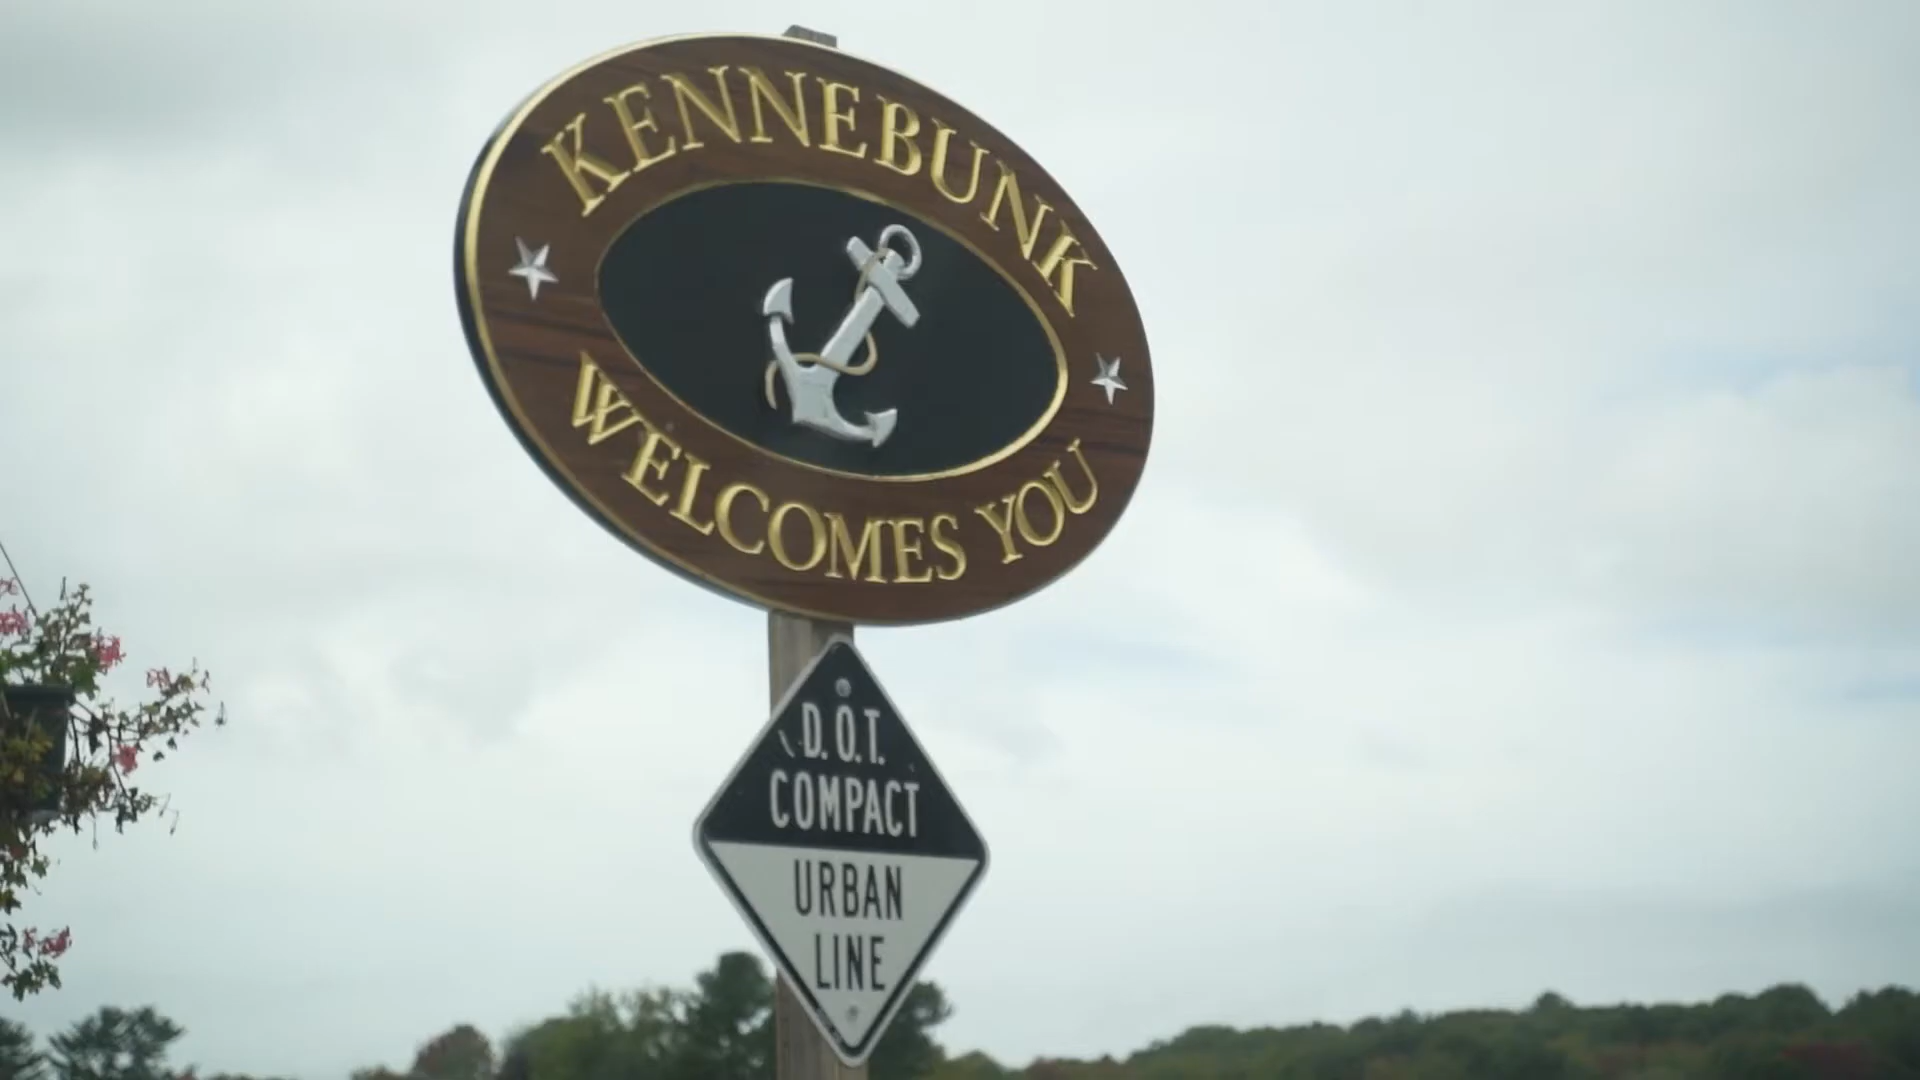 KENNEBUNK
WELCOMES YOU
D.O.T.
COMPACT
URBAN
LINE